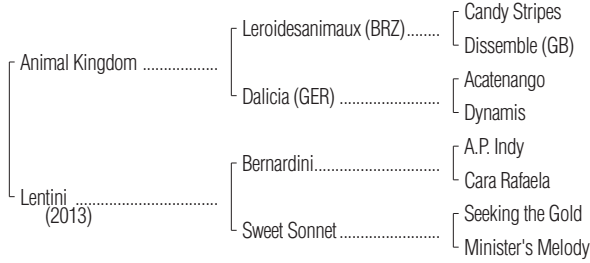 Candy Stripes
Leroidesanimaux (BRZ)........
Dissemble (GB)
Animal Kingdom ..................
Acatenango
Dalicia (GER) ........................
Dynamis
A.P. Indy
Bernardini..............................
Cara Rafaela
Lentini ..................................
(2013)
Seeking the Gold
Sweet Sonnet ........................
Minister's Melody